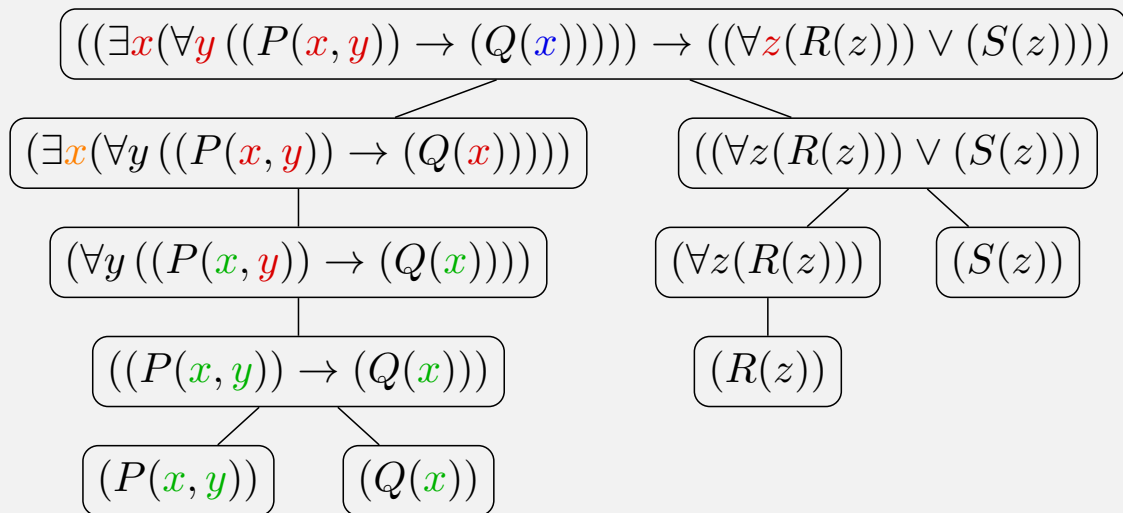 ((∃x(∀y ((P(x, y)) → (Q(x))))) → ((∀z(R(z))) ∨ (S(z))))
(∃x(∀y ((P(x, y)) → (Q(x)))))
((∀z(R(z))) ∨ (S(z)))
(∀y ((P(x, y)) → (Q(x))))
(∀z(R(z)))
(S(z))
((P(x, y)) → (Q(x)))
(R(z))
(P(x, y))
(Q(x))